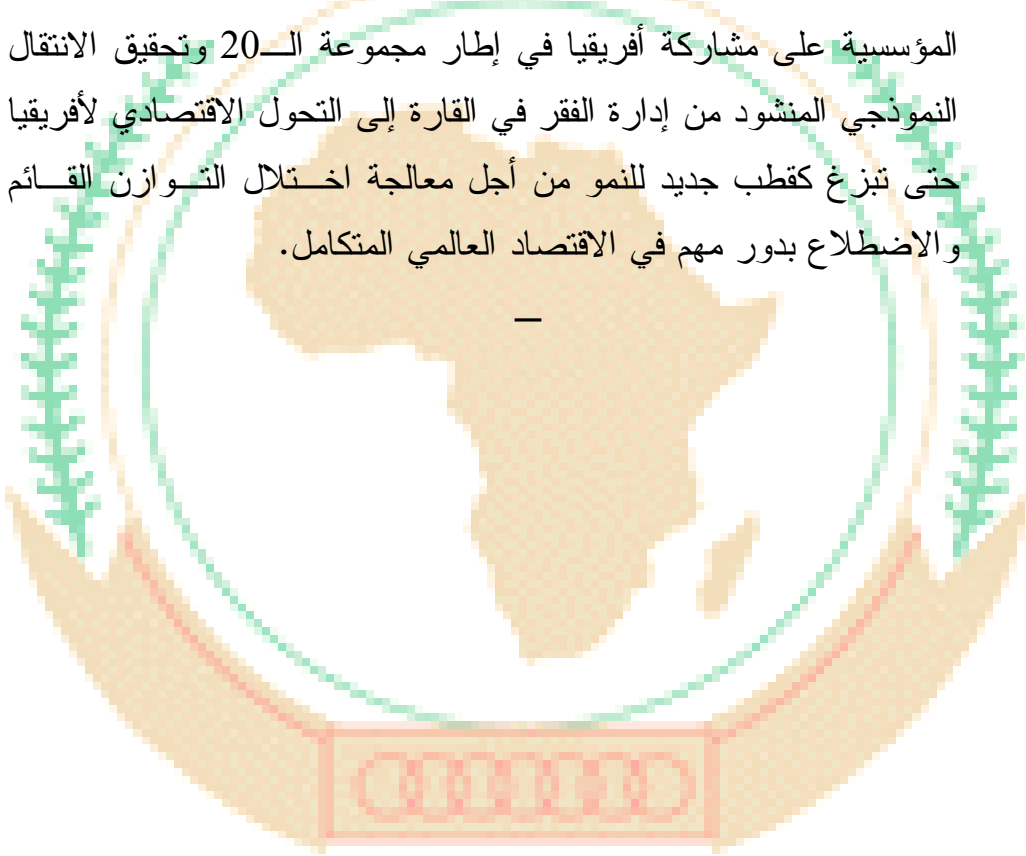 المؤسسية على مشاركة أفريقيا في إطار مجموعة الـــ20 وتحقيق الانتقال
النموذجي المنشود من إدارة الفقر في القارة إلى التحول الاقتصادي لأفريقيا
حتى تبزغ كقطب جديد للنمو من أجل معالجة اختلال التوازن القائم
والاضطلاع بدور مهم في الاقتصاد العالمي المتكامل.
–